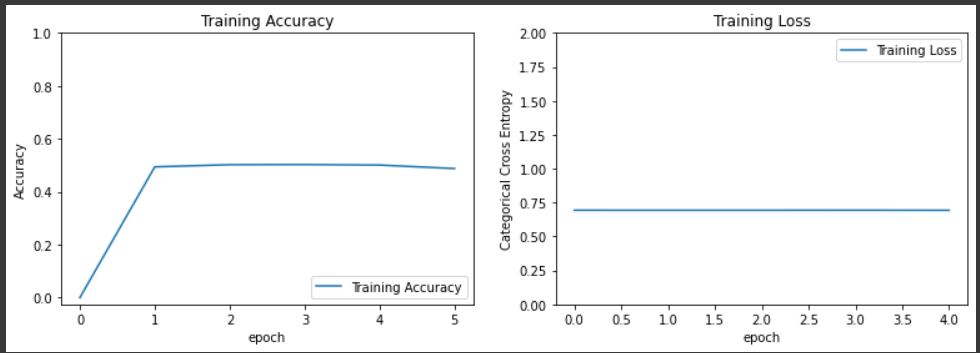 Training Accuracy
1.0
0.8
0.6
0.4
0.2
0.0
Accuracy
Training Accuracy
0 1 2 3 4 5
epoch
Training Loss
2.00
1.75
1.50
1.25
1.00
0.75
0.50
0.25
0.00
Categorical Cross Entropy
Training Loss
0.0 0.5 1.0 1.5 2.0 2.5 3.0 3.5 4.0
epoch